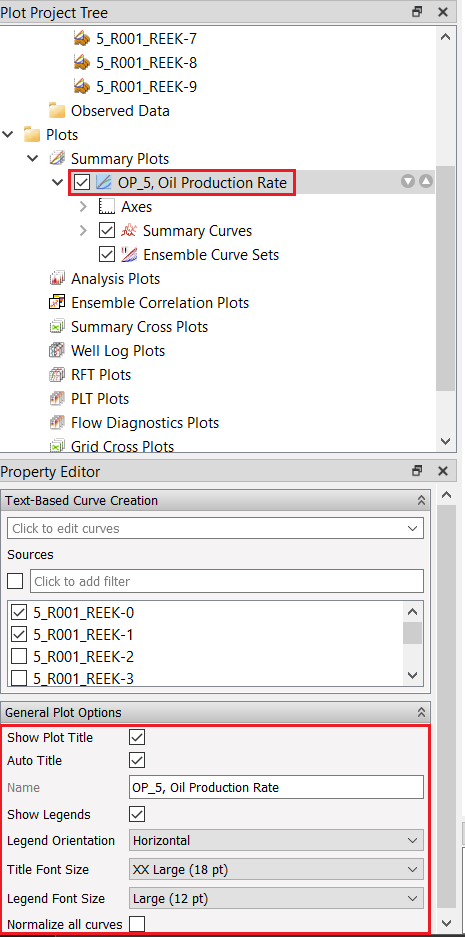 Plot Project Tree
5_R001_REEK-7
5_R001_REEK-8
5_R001_REEK-9
Observed Data
Plots
Summary Plots
OP_5, Oil Production Rate
Axes
Summary Curves
Ensemble Curve Sets
Analysis Plots
Ensemble Correlation Plots
Summary Cross Plots
Well Log Plots
RFT Plots
PLT Plots
Flow Diagnostics Plots
Grid Cross Plots
Property Editor
Text-Based Curve Creation
Click to edit curves
Sources
Click to add filter
5_R001_REEK-0
5_R001_REEK-1
5_R001_REEK-2
5_R001_REEK-3
General Plot Options
Show Plot Title
Auto Title
Name OP_5, Oil Production Rate
Show Legends
Legend Orientation Horizontal
Title Font Size XX Large (18 pt)
Legend Font Size Large (12 pt)
Normalize all curves